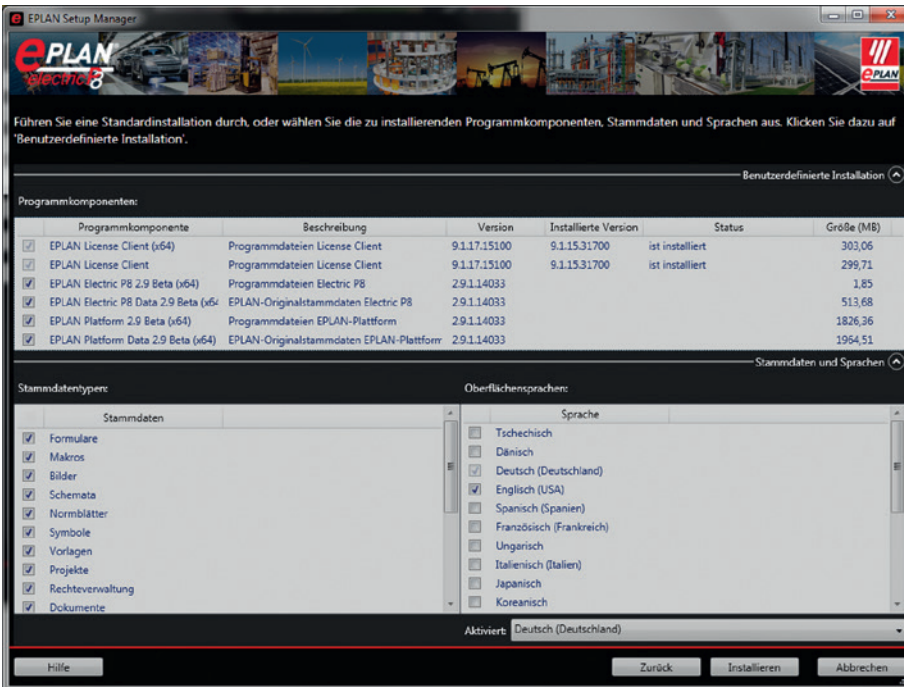 EPLAN Setup Manager
ePLAN®
electric P8
ePLAN
Führen Sie eine Standardinstallation durch, oder wählen Sie die zu installierenden Programmkomponenten, Stammdaten und Sprachen aus. Klicken Sie dazu auf
'Benutzerdefinierte Installation'.
Benutzerdefinierte Installation
Programmkomponenten:
Programmkomponente Beschreibung Version Installierte Version Status Größe (MB)
EPLAN License Client (x64) Programmdateien License Client 9.1.17.15100 9.1.15.31700 ist installiert 303,06
EPLAN License Client Programmdateien License Client 9.1.17.15100 9.1.15.31700 ist installiert 299,71
EPLAN Electric P8 2.9 Beta (x64) Programmdateien Electric P8 2.9.1.14033 1,85
EPLAN Electric P8 Data 2.9 Beta (x64 EPLAN-Originalstammdaten Electric P8 2.9.1.14033 513,68
EPLAN Platform 2.9 Beta (x64) Programmdateien EPLAN-Plattform 2.9.1.14033 1826,36
EPLAN Platform Data 2.9 Beta (x64) EPLAN-Originalstammdaten EPLAN-Plattform 2.9.1.14033 1964,51
Stammdaten und Sprachen
Stammdatentypen:
Stammdaten
Formulare
Makros
Bilder
Schemata
Normblätter
Symbole
Vorlagen
Projekte
Rechteverwaltung
Dokumente
Oberflächensprachen:
Sprache
Tschechisch
Dänisch
Deutsch (Deutschland)
Englisch (USA)
Spanisch (Spanien)
Französisch (Frankreich)
Ungarisch
Italienisch (Italien)
Japanisch
Koreanisch
Aktiviert: Deutsch (Deutschland)
Hilfe
Zurück
Installieren
Abbrechen